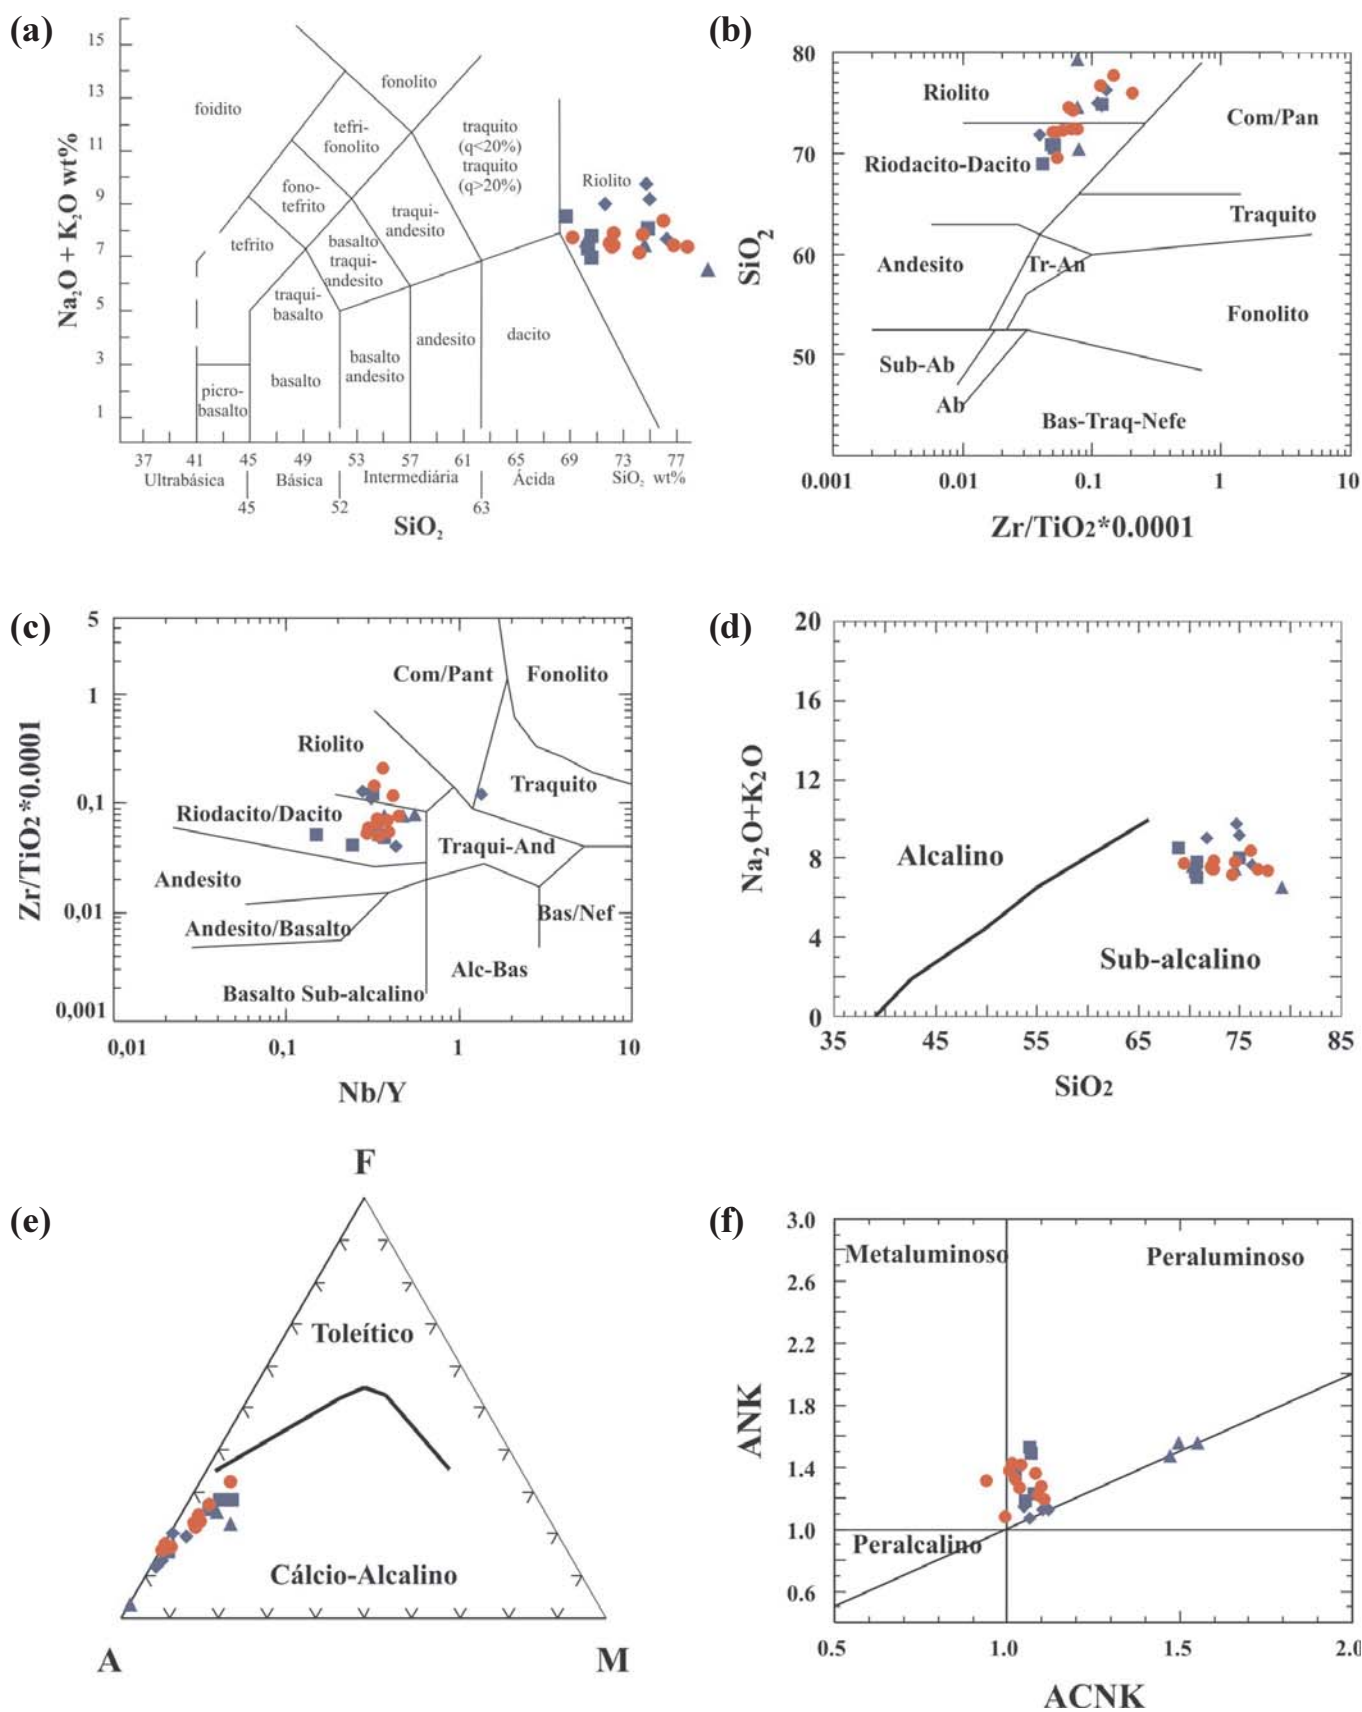 (a)
15
13
11
9
7
5
3
1
Na₂O + K₂O wt%
foidito
fonolito
tefri-
fonolito
traquito
(q<20%)
traquito
(q>20%)
Riolito
fono-
tefrito
traqui-
andesito
tefrito
basalto
traqui-
andesito
traqui-
basalto
andesito
dacito
basalto
andesito
basalto
picro-
basalto
37 41 45 49 53 57 61 65 69 73 77
Ultrabásica Básica Intermediária Ácida SiO₂ wt%
45 52 63
SiO₂
(b)
80
70
60
50
SiO₂
Riolito
Com/Pan
Riodacito-Dacito
Traquito
Andesito
Tr-An
Fonolito
Sub-Ab
Ab
Bas-Traq-Nefe
0.001 0.01 0.1 1 10
Zr/TiO2*0.0001
(c)
5
1
0,1
0,01
0,001
Zr/TiO2*0.0001
Com/Pant
Fonolito
Riolito
Traquito
Riodacito/Dacito
Traqui-And
Andesito
Bas/Nef
Andesito/Basalto
Alc-Bas
Basalto Sub-alcalino
0,01 0,1 1 10
Nb/Y
(d)
20
16
12
8
4
0
Na₂O+K₂O
Alcalino
Sub-alcalino
35 45 55 65 75 85
SiO2
(e)
F
Toleítico
Cálcio-Alcalino
A M
(f)
3.0
2.6
2.2
1.8
1.4
1.0
0.6
ANK
Metaluminoso
Peraluminoso
Peralcalino
0.5 1.0 1.5 2.0
ACNK